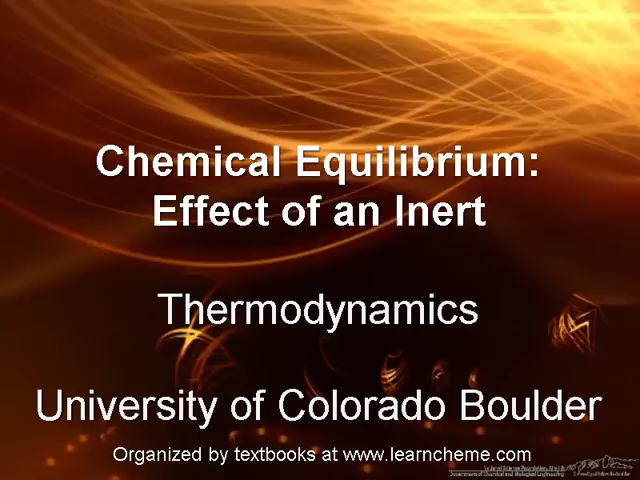 Chemical Equilibrium:
Effect of an Inert
Thermodynamics
University of Colorado Boulder
Organized by textbooks at www.learncheme.com